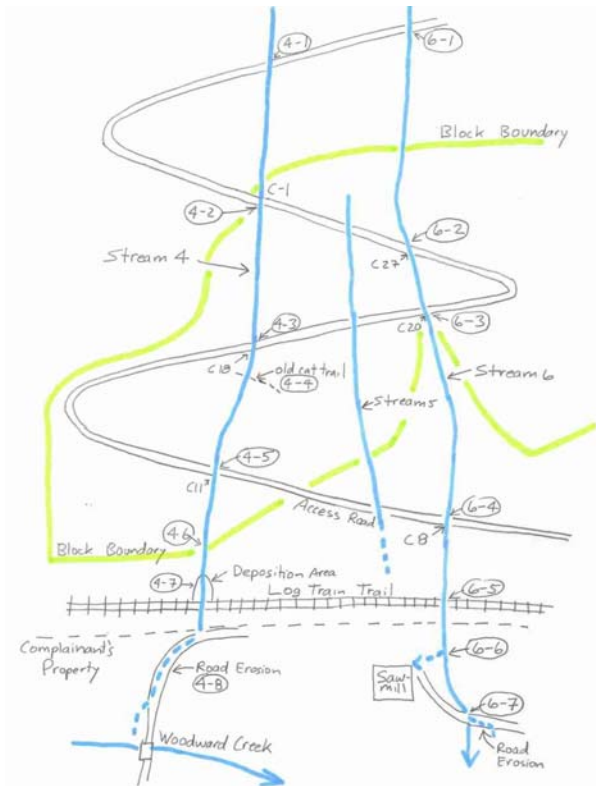 4-1
6-1
Block Boundary
C-1
4-2
6-2
Stream 4
C27
4-3
C20
6-3
C18
old cat trail
4-4
Stream 6
Stream 5
4-5
C11
Access Road
6-4
4.6
C8
Block Boundary
4-7
Deposition Area
Log Train Trail
6-5
Complainant's
Property
6-6
Road Erosion
4-8
Saw-
mill
6-7
Woodward Creek
Road
Erosion